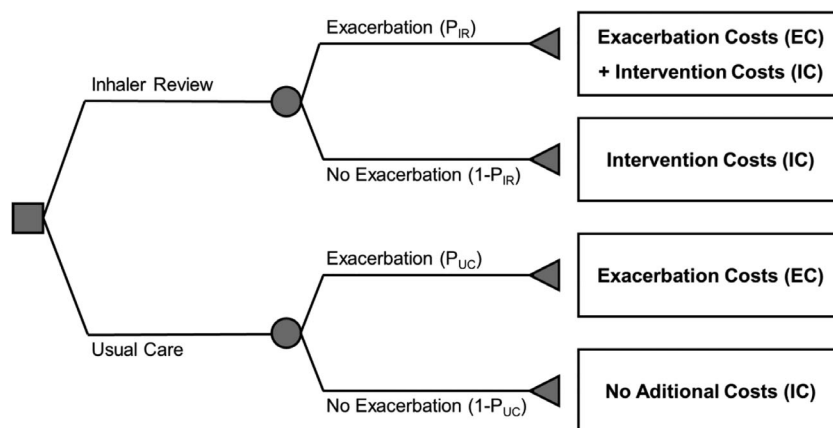 Exacerbation (P_IR)
Exacerbation Costs (EC)
+ Intervention Costs (IC)
Inhaler Review
No Exacerbation (1-P_IR)
Intervention Costs (IC)
Exacerbation (P_UC)
Exacerbation Costs (EC)
Usual Care
No Exacerbation (1-P_UC)
No Aditional Costs (IC)